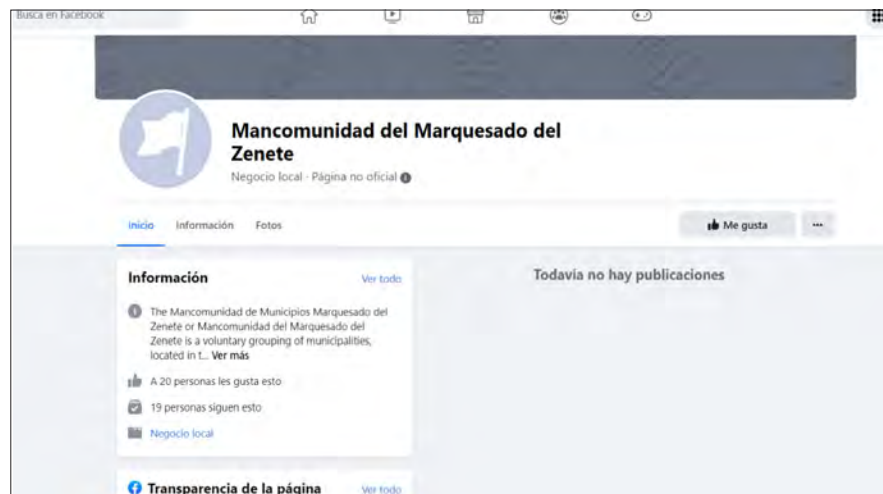 Busca en Facebook
Mancomunidad del Marquesado del
Zenete
Negocio local · Página no oficial
Inicio Información Fotos
Me gusta ...
Información Ver todo
The Mancomunidad de Municipios Marquesado del
Zenete or Mancomunidad del Marquesado del
Zenete is a voluntary grouping of municipalities,
located in t... Ver más
A 20 personas les gusta esto
19 personas siguen esto
Negocio local
Transparencia de la página Ver todo
Todavía no hay publicaciones